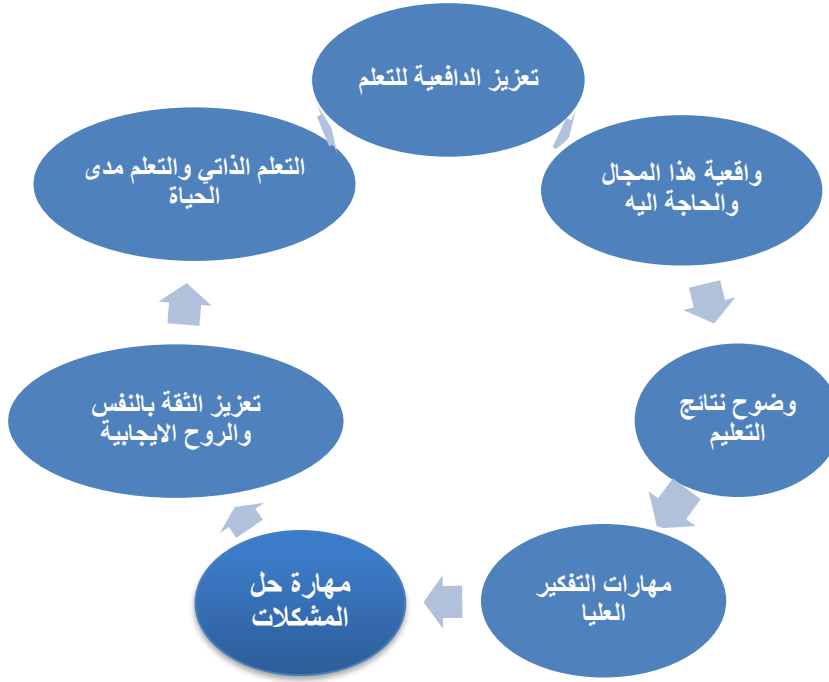 تعزيز الدافعية للتعلم
واقعية هذا المجال
والحاجة اليه
وضوح نتائج
التعليم
مهارات التفكير
العليا
مهارة حل
المشكلات
تعزيز الثقة بالنفس
والروح الايجابية
التعلم الذاتي والتعلم مدى
الحياة